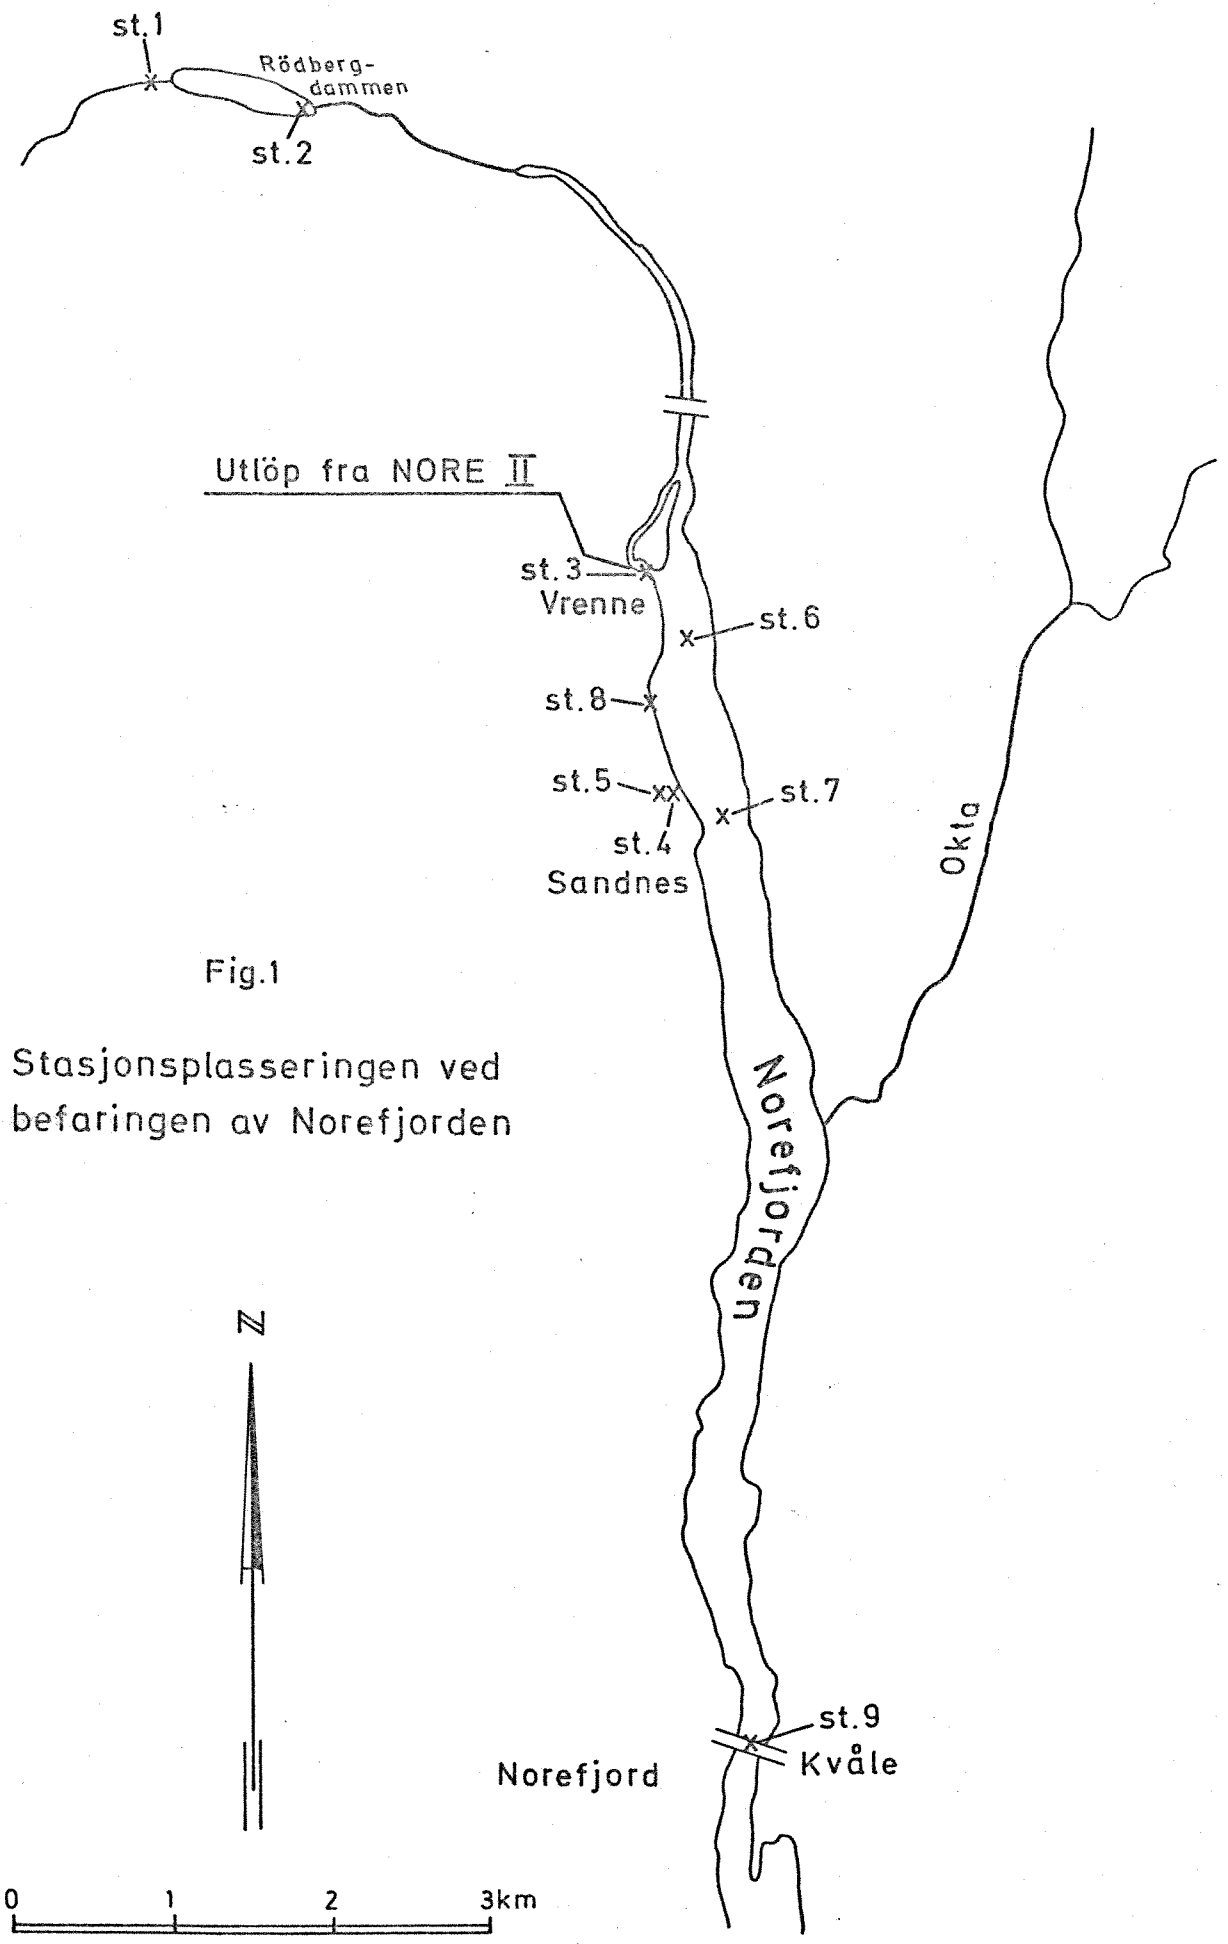 st.1
Rödberg-
dammen
st.2
Utlöp fra NORE II
st.3
Vrenne
st.6
st.8
st.5
st.7
st.4
Sandnes
Okta
Fig.1
Stasjonsplasseringen ved
befaringen av Norefjorden
Norefjorden
N
st.9
Norefjord
Kvåle
0 1 2 3km